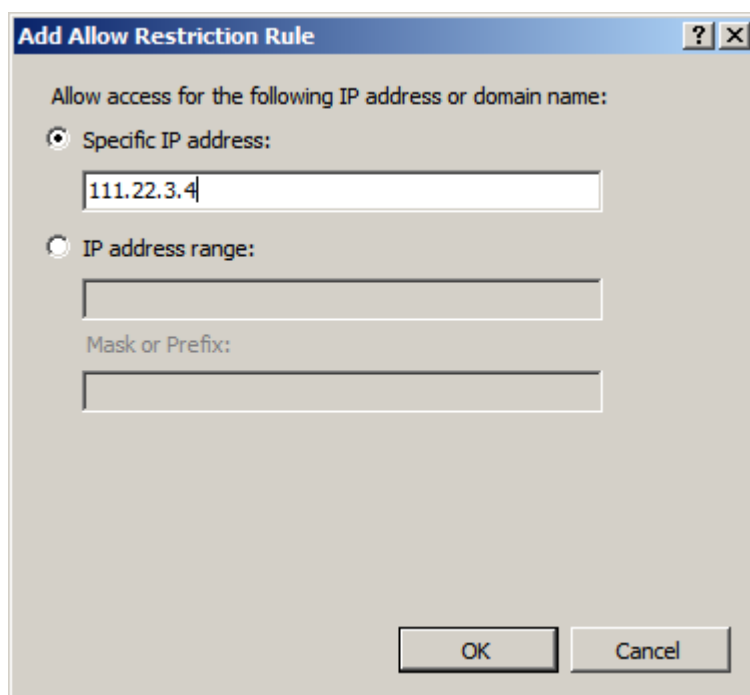 Add Allow Restriction Rule
Allow access for the following IP address or domain name:
Specific IP address:
111.22.3.4
IP address range:
Mask or Prefix:
OK Cancel